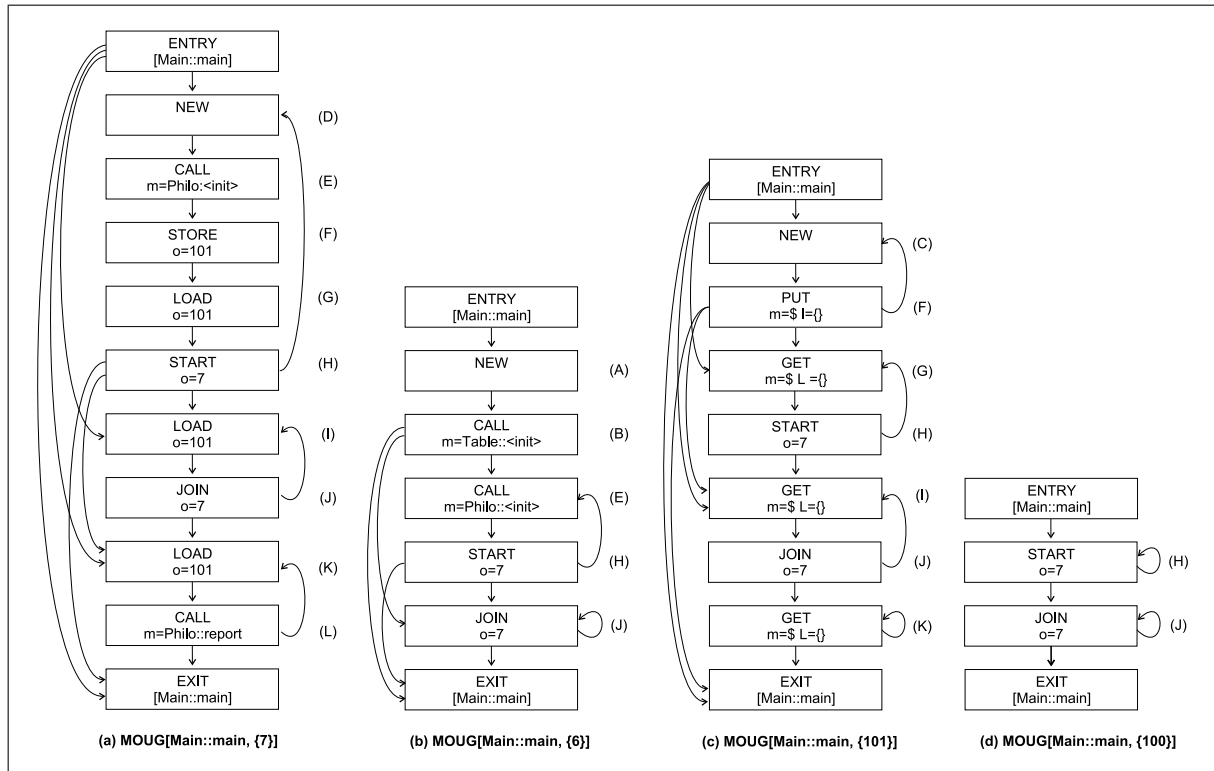 ENTRY
[Main::main]
NEW
(D)
CALL
m=Philo:<init>
(E)
STORE
o=101
(F)
LOAD
o=101
(G)
START
o=7
(H)
LOAD
o=101
(I)
JOIN
o=7
(J)
LOAD
o=101
(K)
CALL
m=Philo::report
(L)
EXIT
[Main::main]
(a) MOUG[Main::main, {7}]
ENTRY
[Main::main]
NEW
(A)
CALL
m=Table::<init>
(B)
CALL
m=Philo::<init>
(E)
START
o=7
(H)
JOIN
o=7
(J)
EXIT
[Main::main]
(b) MOUG[Main::main, {6}]
ENTRY
[Main::main]
NEW
(C)
PUT
m=$ l={}
(F)
GET
m=$ L ={}
(G)
START
o=7
(H)
GET
m=$ L={}
(I)
JOIN
o=7
(J)
GET
m=$ L={}
(K)
EXIT
[Main::main]
(c) MOUG[Main::main, {101}]
ENTRY
[Main::main]
START
o=7
(H)
JOIN
o=7
(J)
EXIT
[Main::main]
(d) MOUG[Main::main, {100}]